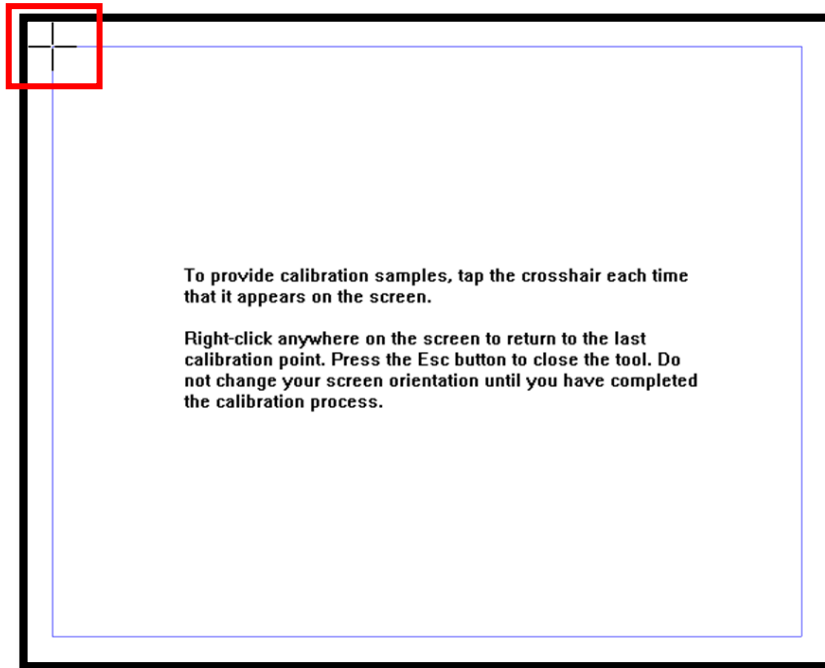 To provide calibration samples, tap the crosshair each time
that it appears on the screen.
Right-click anywhere on the screen to return to the last
calibration point. Press the Esc button to close the tool. Do
not change your screen orientation until you have completed
the calibration process.